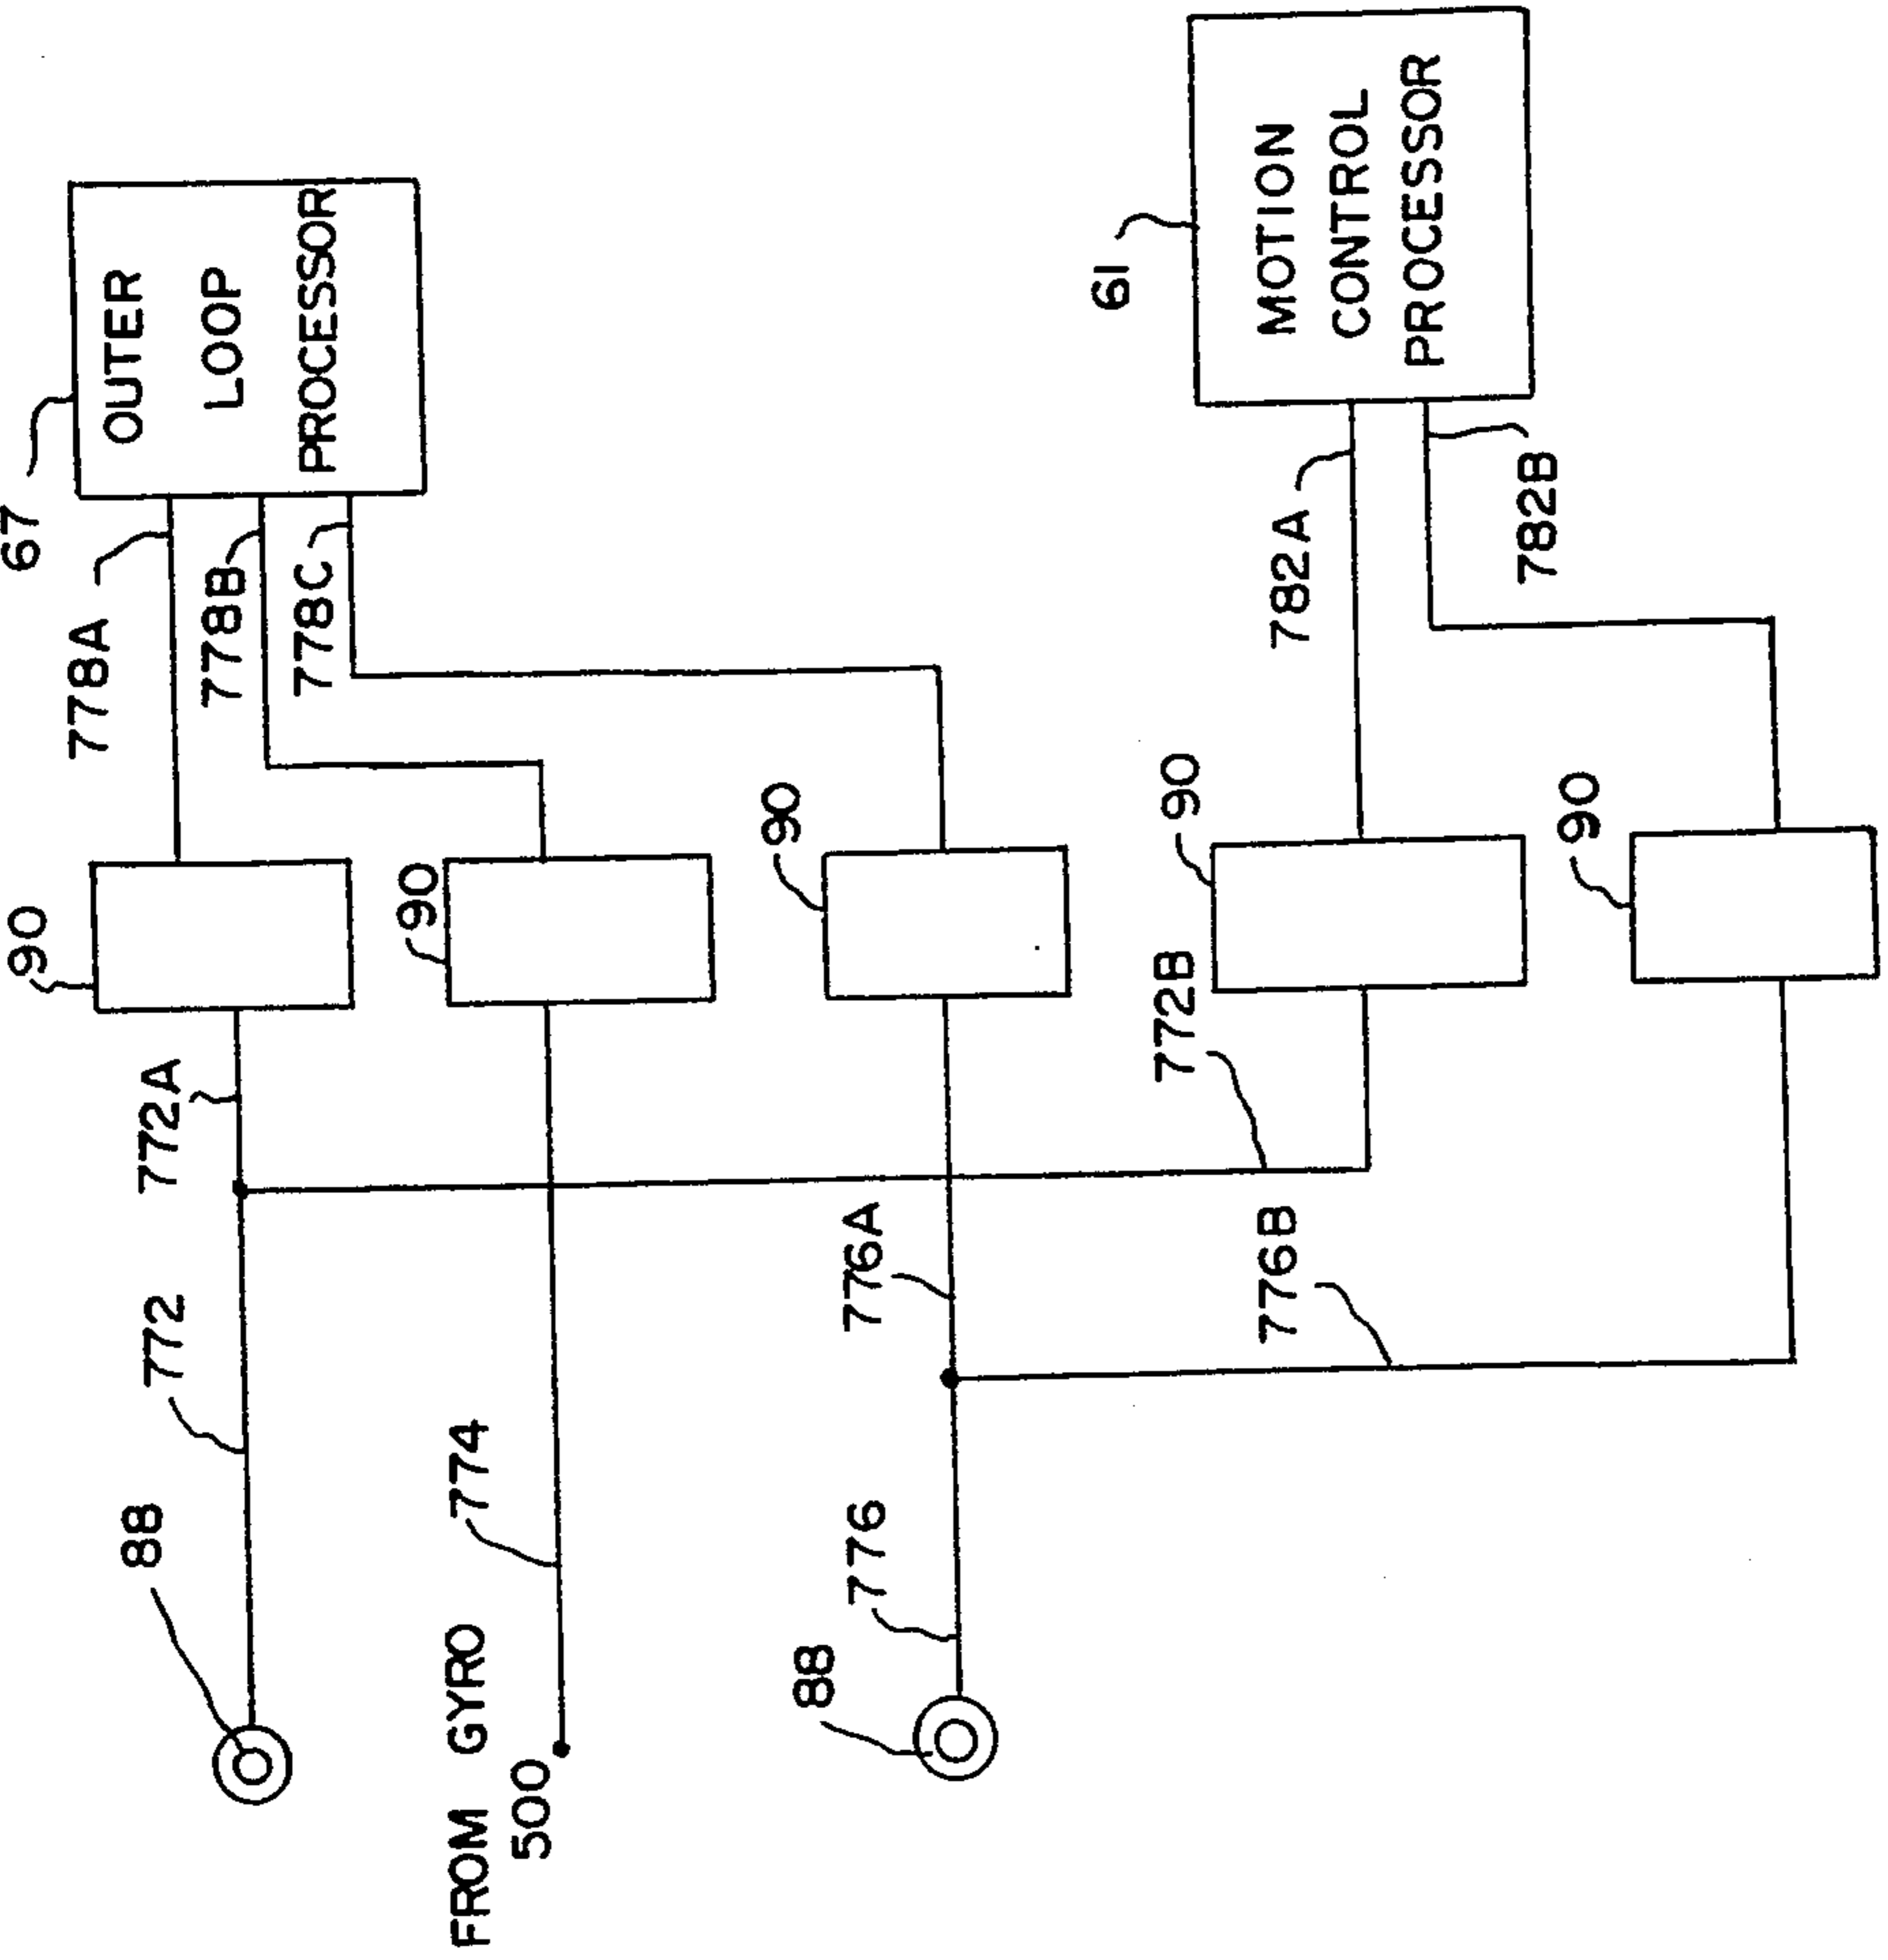 67
OUTER
LOOP
PROCESSOR
778A
778B
778C
90
90
90
772A
772
88
FROM GYRO
500
774
776A
776
88
61
MOTION
CONTROL
PROCESSOR
782A
782B
90
90
772B
776B